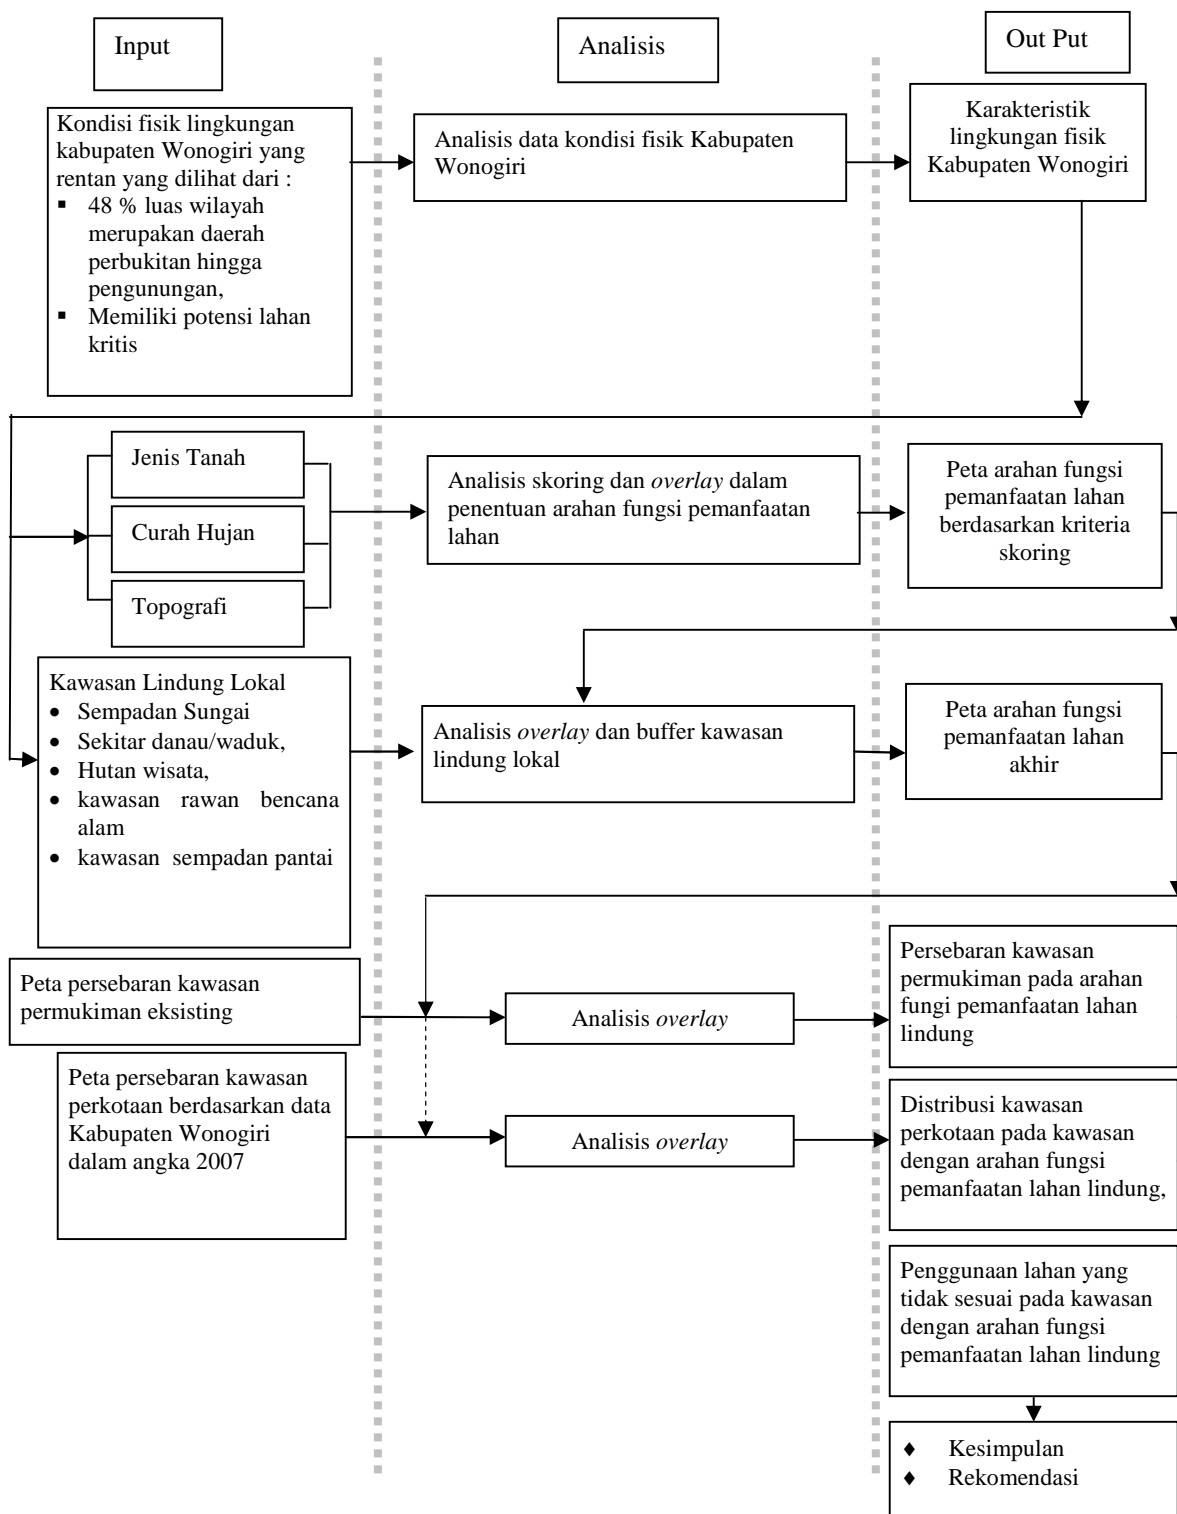 Input
Analisis
Out Put
Kondisi fisik lingkungan
kabupaten Wonogiri yang
rentan yang dilihat dari :
▪ 48 % luas wilayah
merupakan daerah
perbukitan hingga
pengunungan,
▪ Memiliki potensi lahan
kritis
Analisis data kondisi fisik Kabupaten
Wonogiri
Karakteristik
lingkungan fisik
Kabupaten Wonogiri
Jenis Tanah
Curah Hujan
Topografi
Analisis skoring dan overlay dalam
penentuan arahan fungsi pemanfaatan
lahan
Peta arahan fungsi
pemanfaatan lahan
berdasarkan kriteria
skoring
Kawasan Lindung Lokal
• Sempadan Sungai
• Sekitar danau/waduk,
• Hutan wisata,
• kawasan rawan bencana
alam
• kawasan sempadan pantai
Analisis overlay dan buffer kawasan
lindung lokal
Peta arahan fungsi
pemanfaatan lahan
akhir
Peta persebaran kawasan
permukiman eksisting
Analisis overlay
Persebaran kawasan
permukiman pada arahan
fungi pemanfaatan lahan
lindung
Peta persebaran kawasan
perkotaan berdasarkan data
Kabupaten Wonogiri
dalam angka 2007
Analisis overlay
Distribusi kawasan
perkotaan pada kawasan
dengan arahan fungsi
pemanfaatan lahan lindung,
Penggunaan lahan yang
tidak sesuai pada kawasan
dengan arahan fungsi
pemanfaatan lahan lindung
♦ Kesimpulan
♦ Rekomendasi